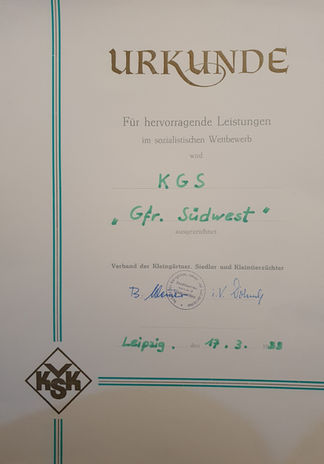 URKUNDE
Für hervorragende Leistungen
im sozialistischen Wettbewerb
wird
KGS
„Gfr. Südwest"
ausgezeichnet
Verband der Kleingärtner, Siedler und Kleintierzüchter
B. i.V.
Leipzig. den 17.3.
VKSK